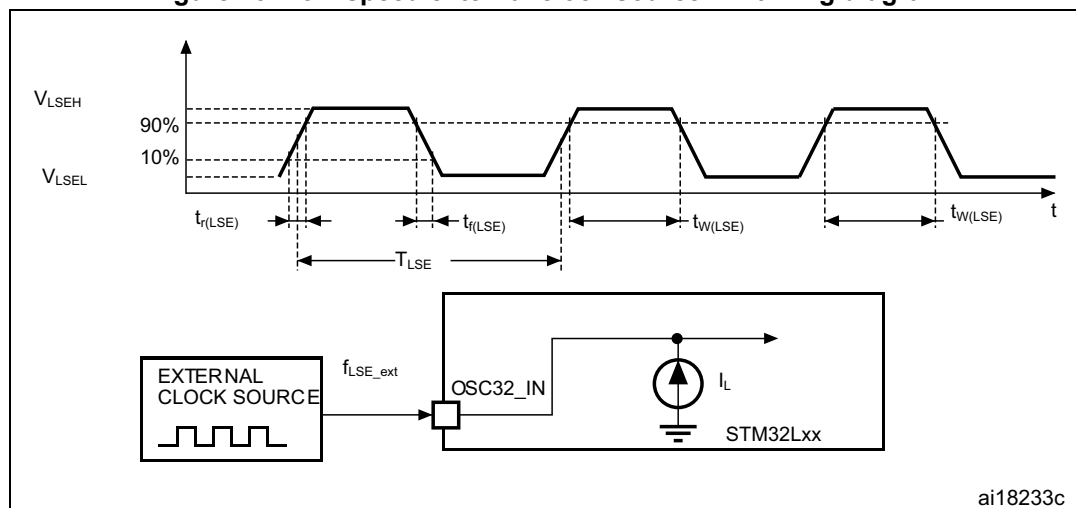 V_LSEH
90%
10%
V_LSEL
t_r(LSE)
t_f(LSE)
t_W(LSE)
t_W(LSE)
t
T_LSE
EXTERNAL
CLOCK SOURCE
f_LSE_ext
OSC32_IN
I_L
STM32Lxx
ai18233c